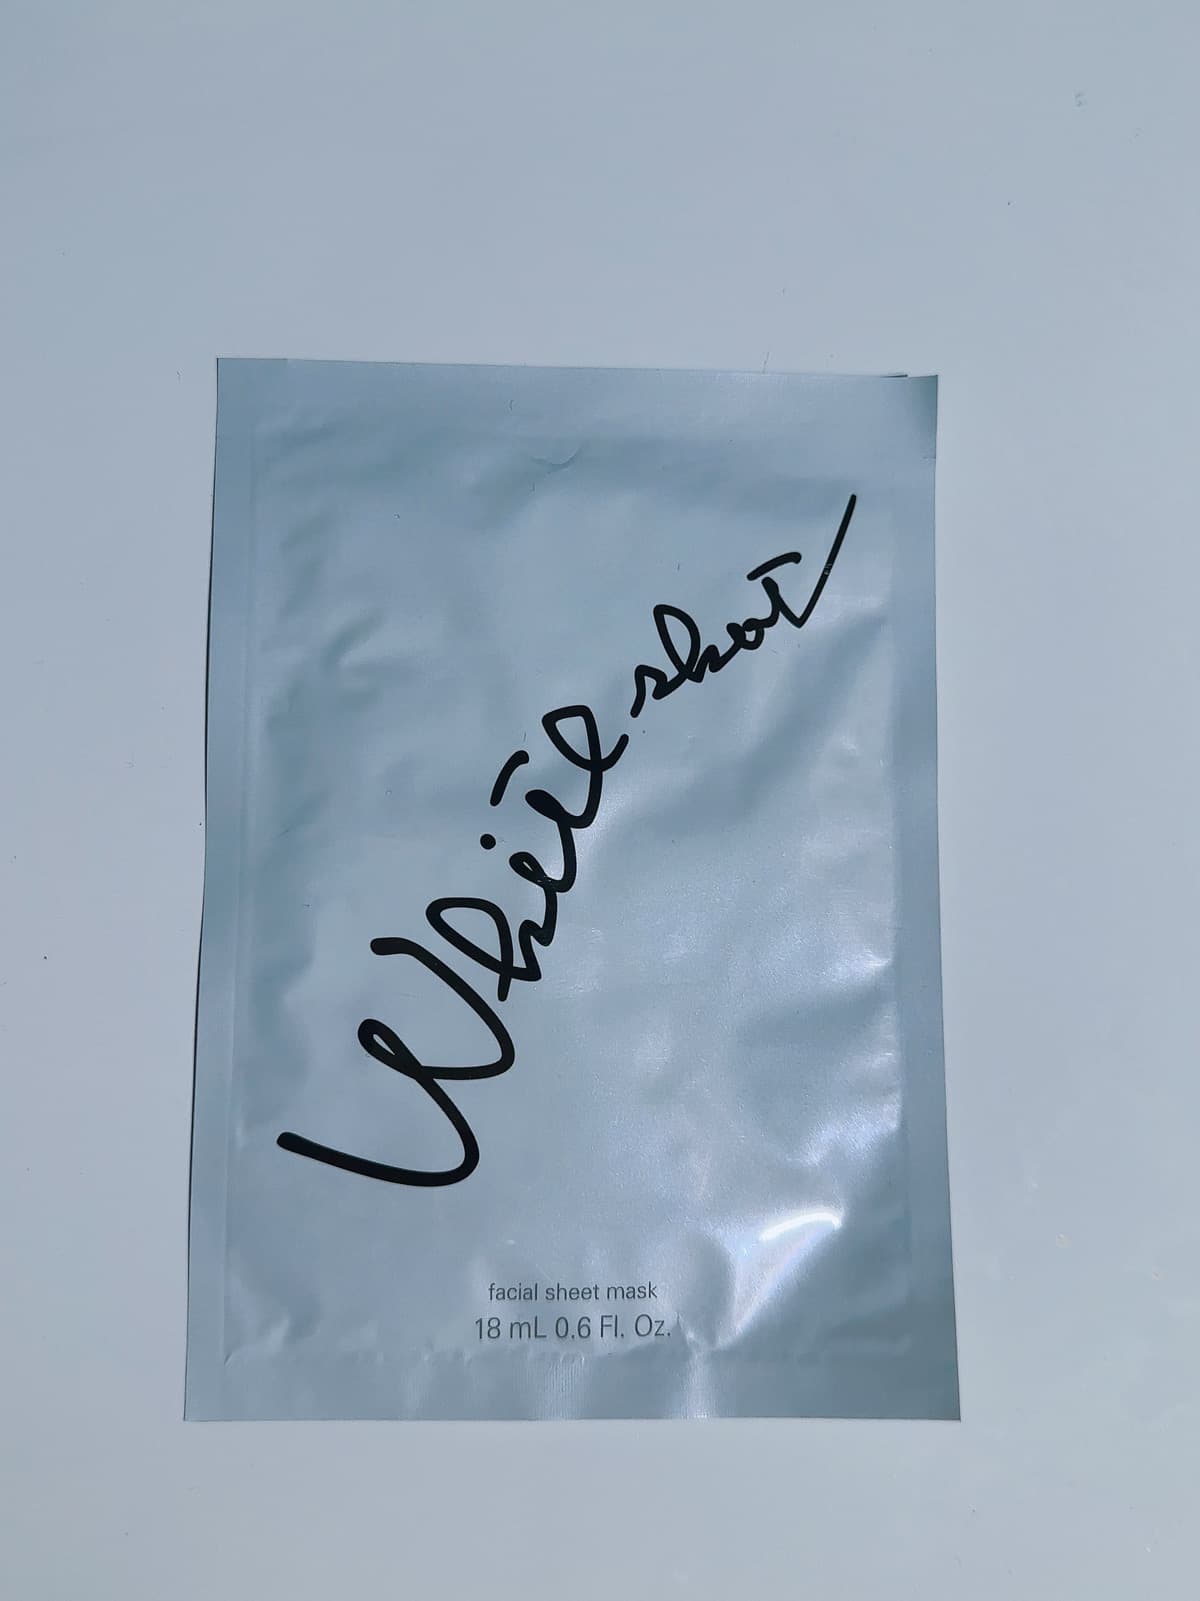 White shot
facial sheet mask
18 mL 0.6 Fl. Oz.